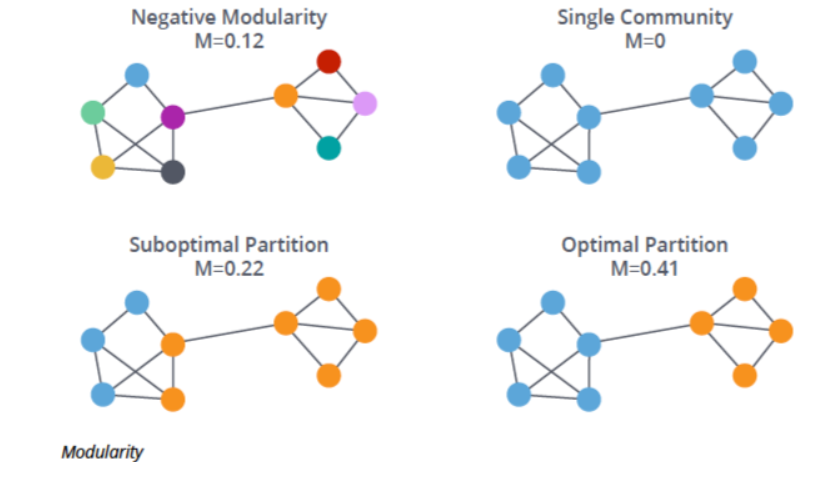 Negative Modularity
M=0.12
Single Community
M=0
Suboptimal Partition
M=0.22
Optimal Partition
M=0.41
Modularity